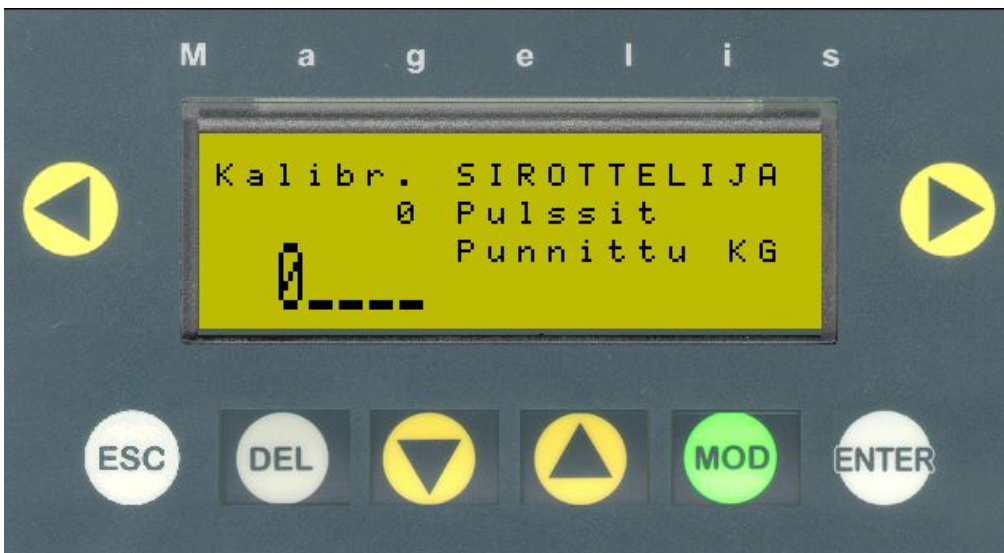 Magelis
Kalibr. SIROTTELIJA
0 Pulssit
Punnittu KG
0____
ESC DEL MOD ENTER